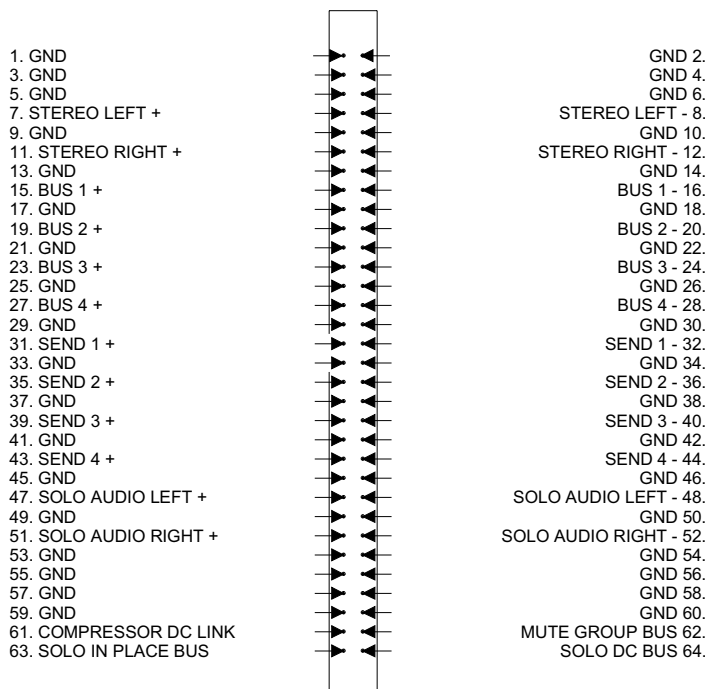 1. GND GND 2.
3. GND GND 4.
5. GND GND 6.
7. STEREO LEFT + STEREO LEFT - 8.
9. GND GND 10.
11. STEREO RIGHT + STEREO RIGHT - 12.
13. GND GND 14.
15. BUS 1 + BUS 1 - 16.
17. GND GND 18.
19. BUS 2 + BUS 2 - 20.
21. GND GND 22.
23. BUS 3 + BUS 3 - 24.
25. GND GND 26.
27. BUS 4 + BUS 4 - 28.
29. GND GND 30.
31. SEND 1 + SEND 1 - 32.
33. GND GND 34.
35. SEND 2 + SEND 2 - 36.
37. GND GND 38.
39. SEND 3 + SEND 3 - 40.
41. GND GND 42.
43. SEND 4 + SEND 4 - 44.
45. GND GND 46.
47. SOLO AUDIO LEFT + SOLO AUDIO LEFT - 48.
49. GND GND 50.
51. SOLO AUDIO RIGHT + SOLO AUDIO RIGHT - 52.
53. GND GND 54.
55. GND GND 56.
57. GND GND 58.
59. GND GND 60.
61. COMPRESSOR DC LINK MUTE GROUP BUS 62.
63. SOLO IN PLACE BUS SOLO DC BUS 64.